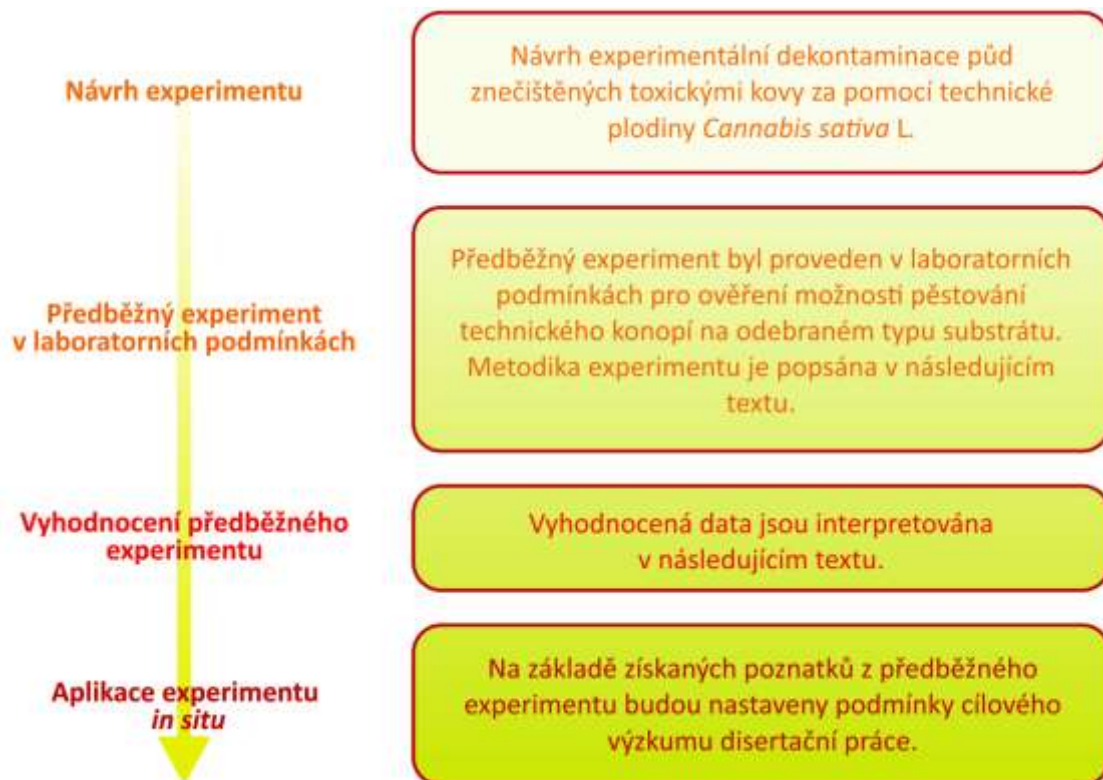 Návrh experimentu
Návrh experimentální dekontaminace půd
znečištěných toxickými kovy za pomocí technické
plodiny Cannabis sativa L.
Předběžný experiment
v laboratorních podmínkách
Předběžný experiment byl proveden v laboratorních
podmínkách pro ověření možnosti pěstování
technického konopí na odebraném typu substrátu.
Metodika experimentu je popsána v následujícím
textu.
Vyhodnocení předběžného
experimentu
Vyhodnocená data jsou interpretována
v následujícím textu.
Aplikace experimentu
in situ
Na základě získaných poznatků z předběžného
experimentu budou nastaveny podmínky cílového
výzkumu disertační práce.